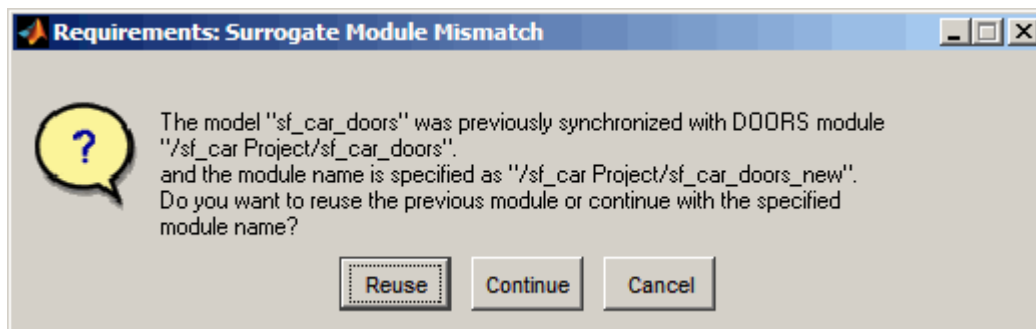 Requirements: Surrogate Module Mismatch
?
The model "sf_car_doors" was previously synchronized with DOORS module
"/sf_car Project/sf_car_doors".
and the module name is specified as "/sf_car Project/sf_car_doors_new".
Do you want to reuse the previous module or continue with the specified
module name?
Reuse Continue Cancel